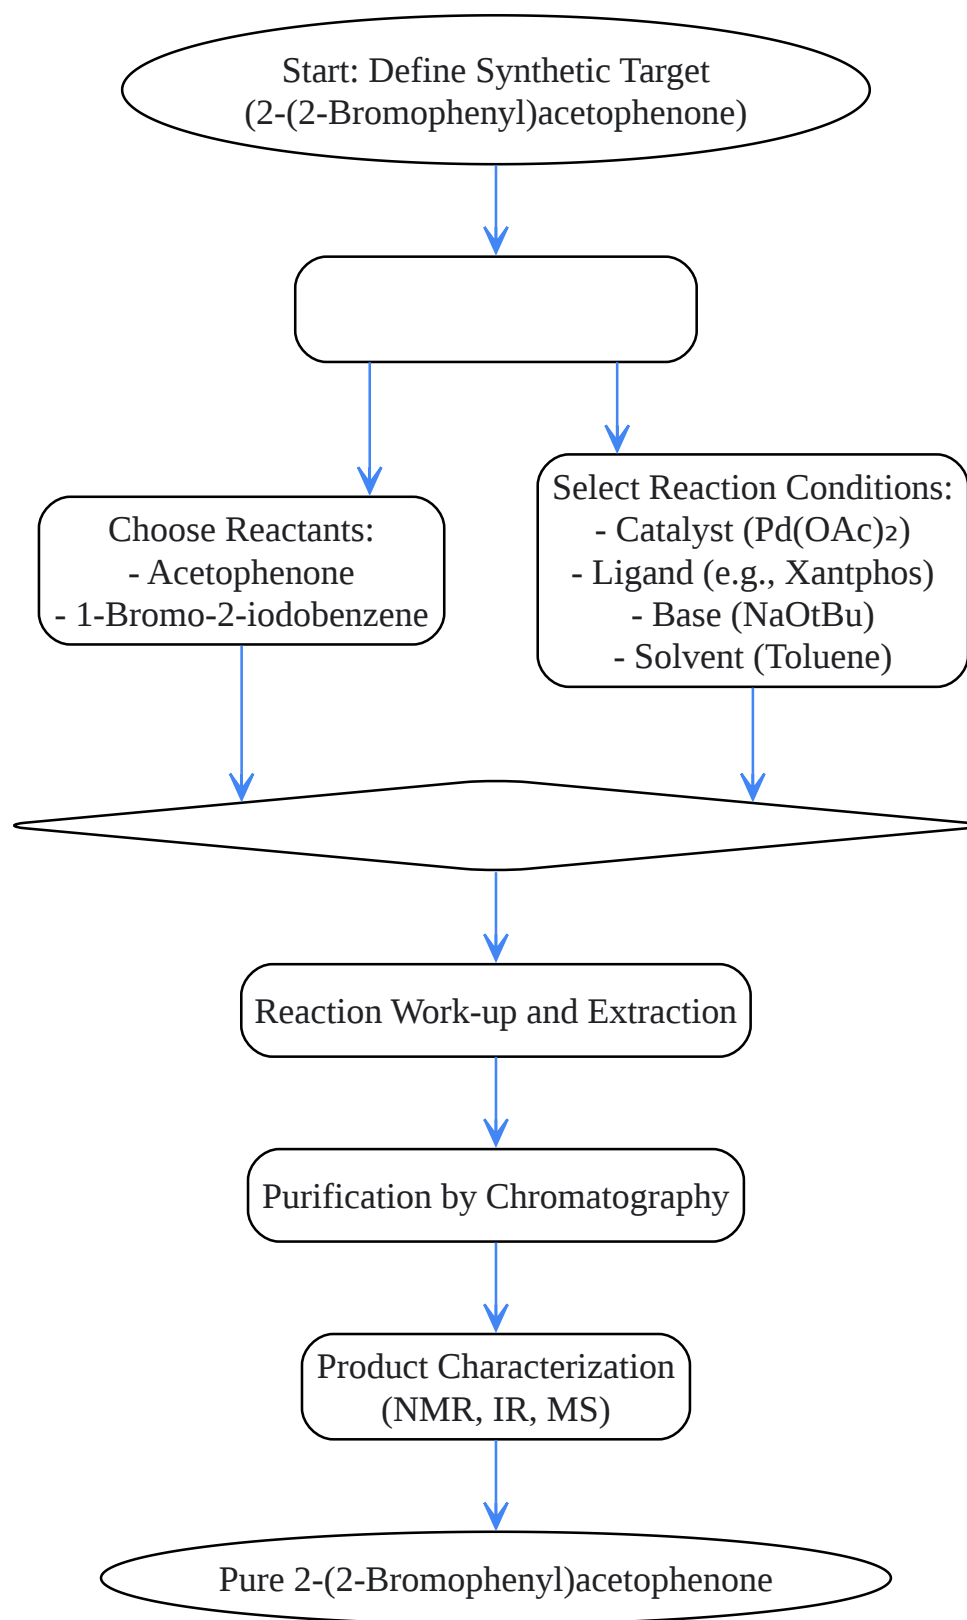 Start: Define Synthetic Target
(2-(2-Bromophenyl)acetophenone)
Choose Reactants:
- Acetophenone
- 1-Bromo-2-iodobenzene
Select Reaction Conditions:
- Catalyst (Pd(OAc)₂)
- Ligand (e.g., Xantphos)
- Base (NaOtBu)
- Solvent (Toluene)
Reaction Work-up and Extraction
Purification by Chromatography
Product Characterization
(NMR, IR, MS)
Pure 2-(2-Bromophenyl)acetophenone